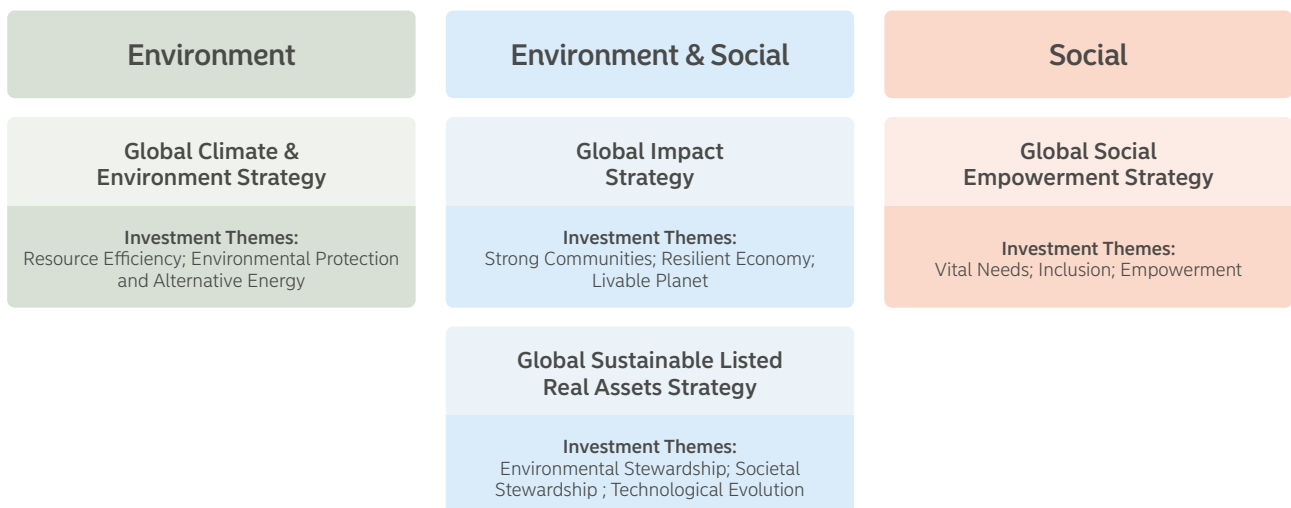 Environment
Environment & Social
Social
Global Climate &
Environment Strategy
Investment Themes:
Resource Efficiency; Environmental Protection
and Alternative Energy
Global Impact
Strategy
Investment Themes:
Strong Communities; Resilient Economy;
Livable Planet
Global Social
Empowerment Strategy
Investment Themes:
Vital Needs; Inclusion; Empowerment
Global Sustainable Listed
Real Assets Strategy
Investment Themes:
Environmental Stewardship; Societal
Stewardship ; Technological Evolution